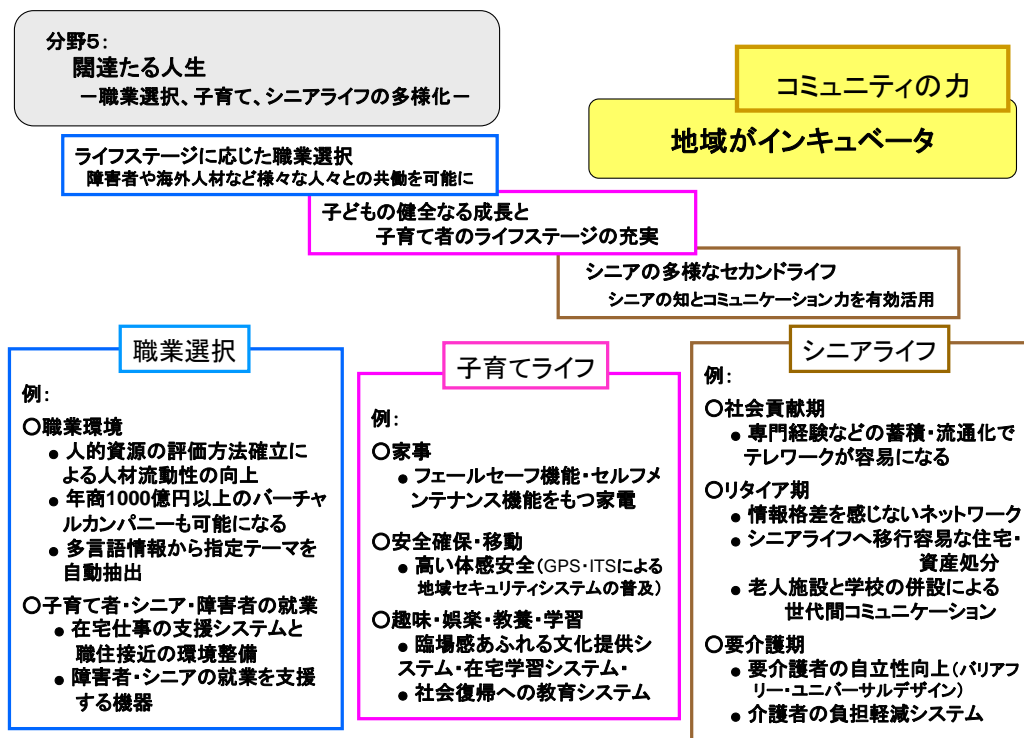 分野5:
闊達たる人生
－職業選択、子育て、シニアライフの多様化－
コミュニティの力
地域がインキュベータ
ライフステージに応じた職業選択
障害者や海外人材など様々な人々との共働を可能に
子どもの健全なる成長と
子育て者のライフステージの充実
シニアの多様なセカンドライフ
シニアの知とコミュニケーション力を有効活用
職業選択
例:
○職業環境
● 人的資源の評価方法確立に
よる人材流動性の向上
● 年商1000億円以上のバーチャ
ルカンパニーも可能になる
● 多言語情報から指定テーマを
自動抽出
○子育て者・シニア・障害者の就業
● 在宅仕事の支援システムと
職住接近の環境整備
● 障害者・シニアの就業を支援
する機器
子育てライフ
例:
○家事
● フェールセーフ機能・セルフメ
ンテナンス機能をもつ家電
○安全確保・移動
● 高い体感安全(GPS・ITSによる
地域セキュリティシステムの普及)
○趣味・娯楽・教養・学習
● 臨場感あふれる文化提供シ
ステム・在宅学習システム・
● 社会復帰への教育システム
シニアライフ
例:
○社会貢献期
● 専門経験などの蓄積・流通化で
テレワークが容易になる
○リタイア期
● 情報格差を感じないネットワーク
● シニアライフへ移行容易な住宅・
資産処分
● 老人施設と学校の併設による
世代間コミュニケーション
○要介護期
● 要介護者の自立性向上(バリアフ
リー・ユニバーサルデザイン)
● 介護者の負担軽減システム